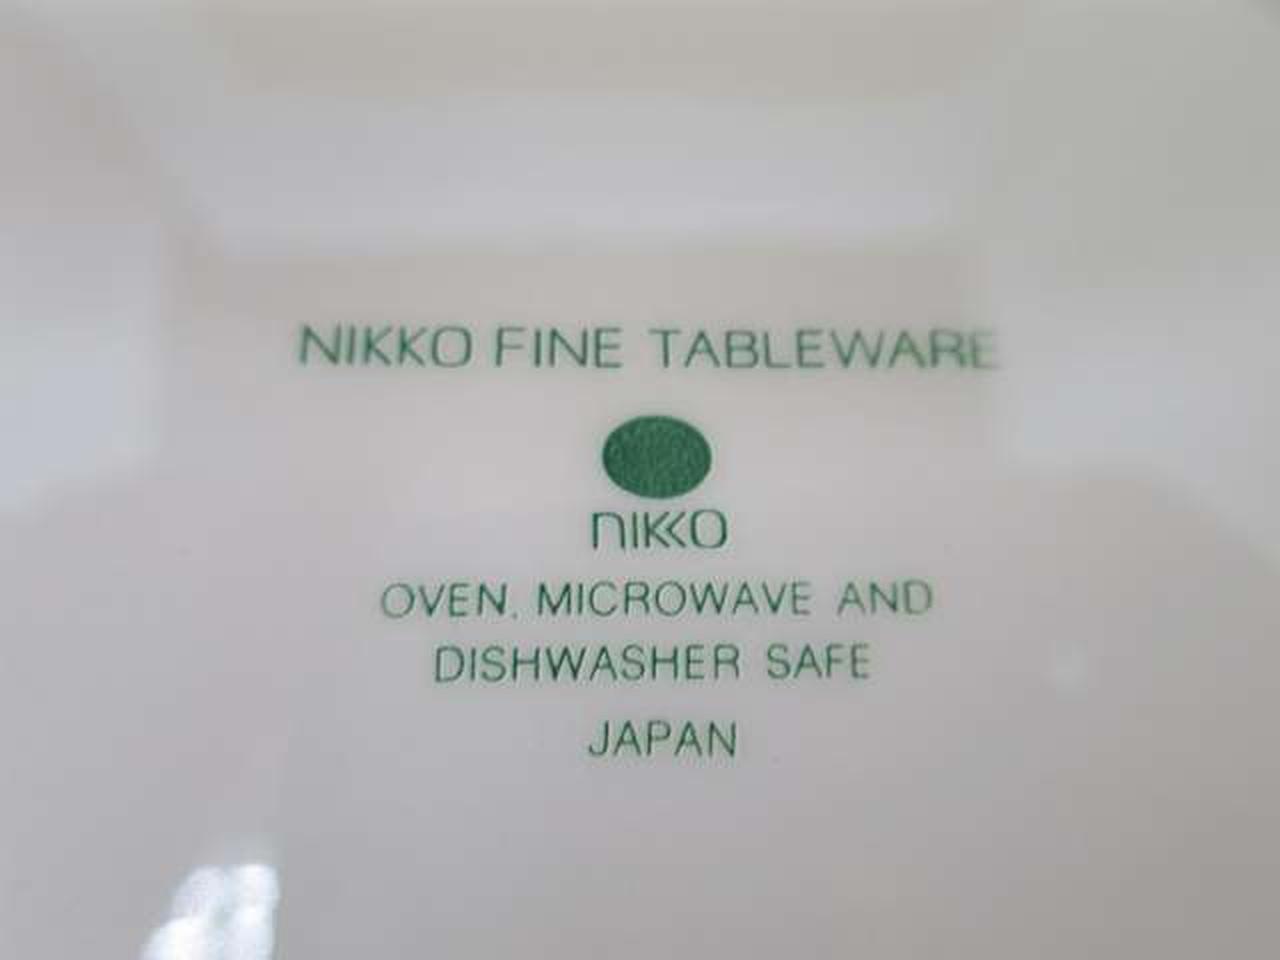 NIKKO FINE TABLEWARE
nikko
OVEN, MICROWAVE AND
DISHWASHER SAFE
JAPAN